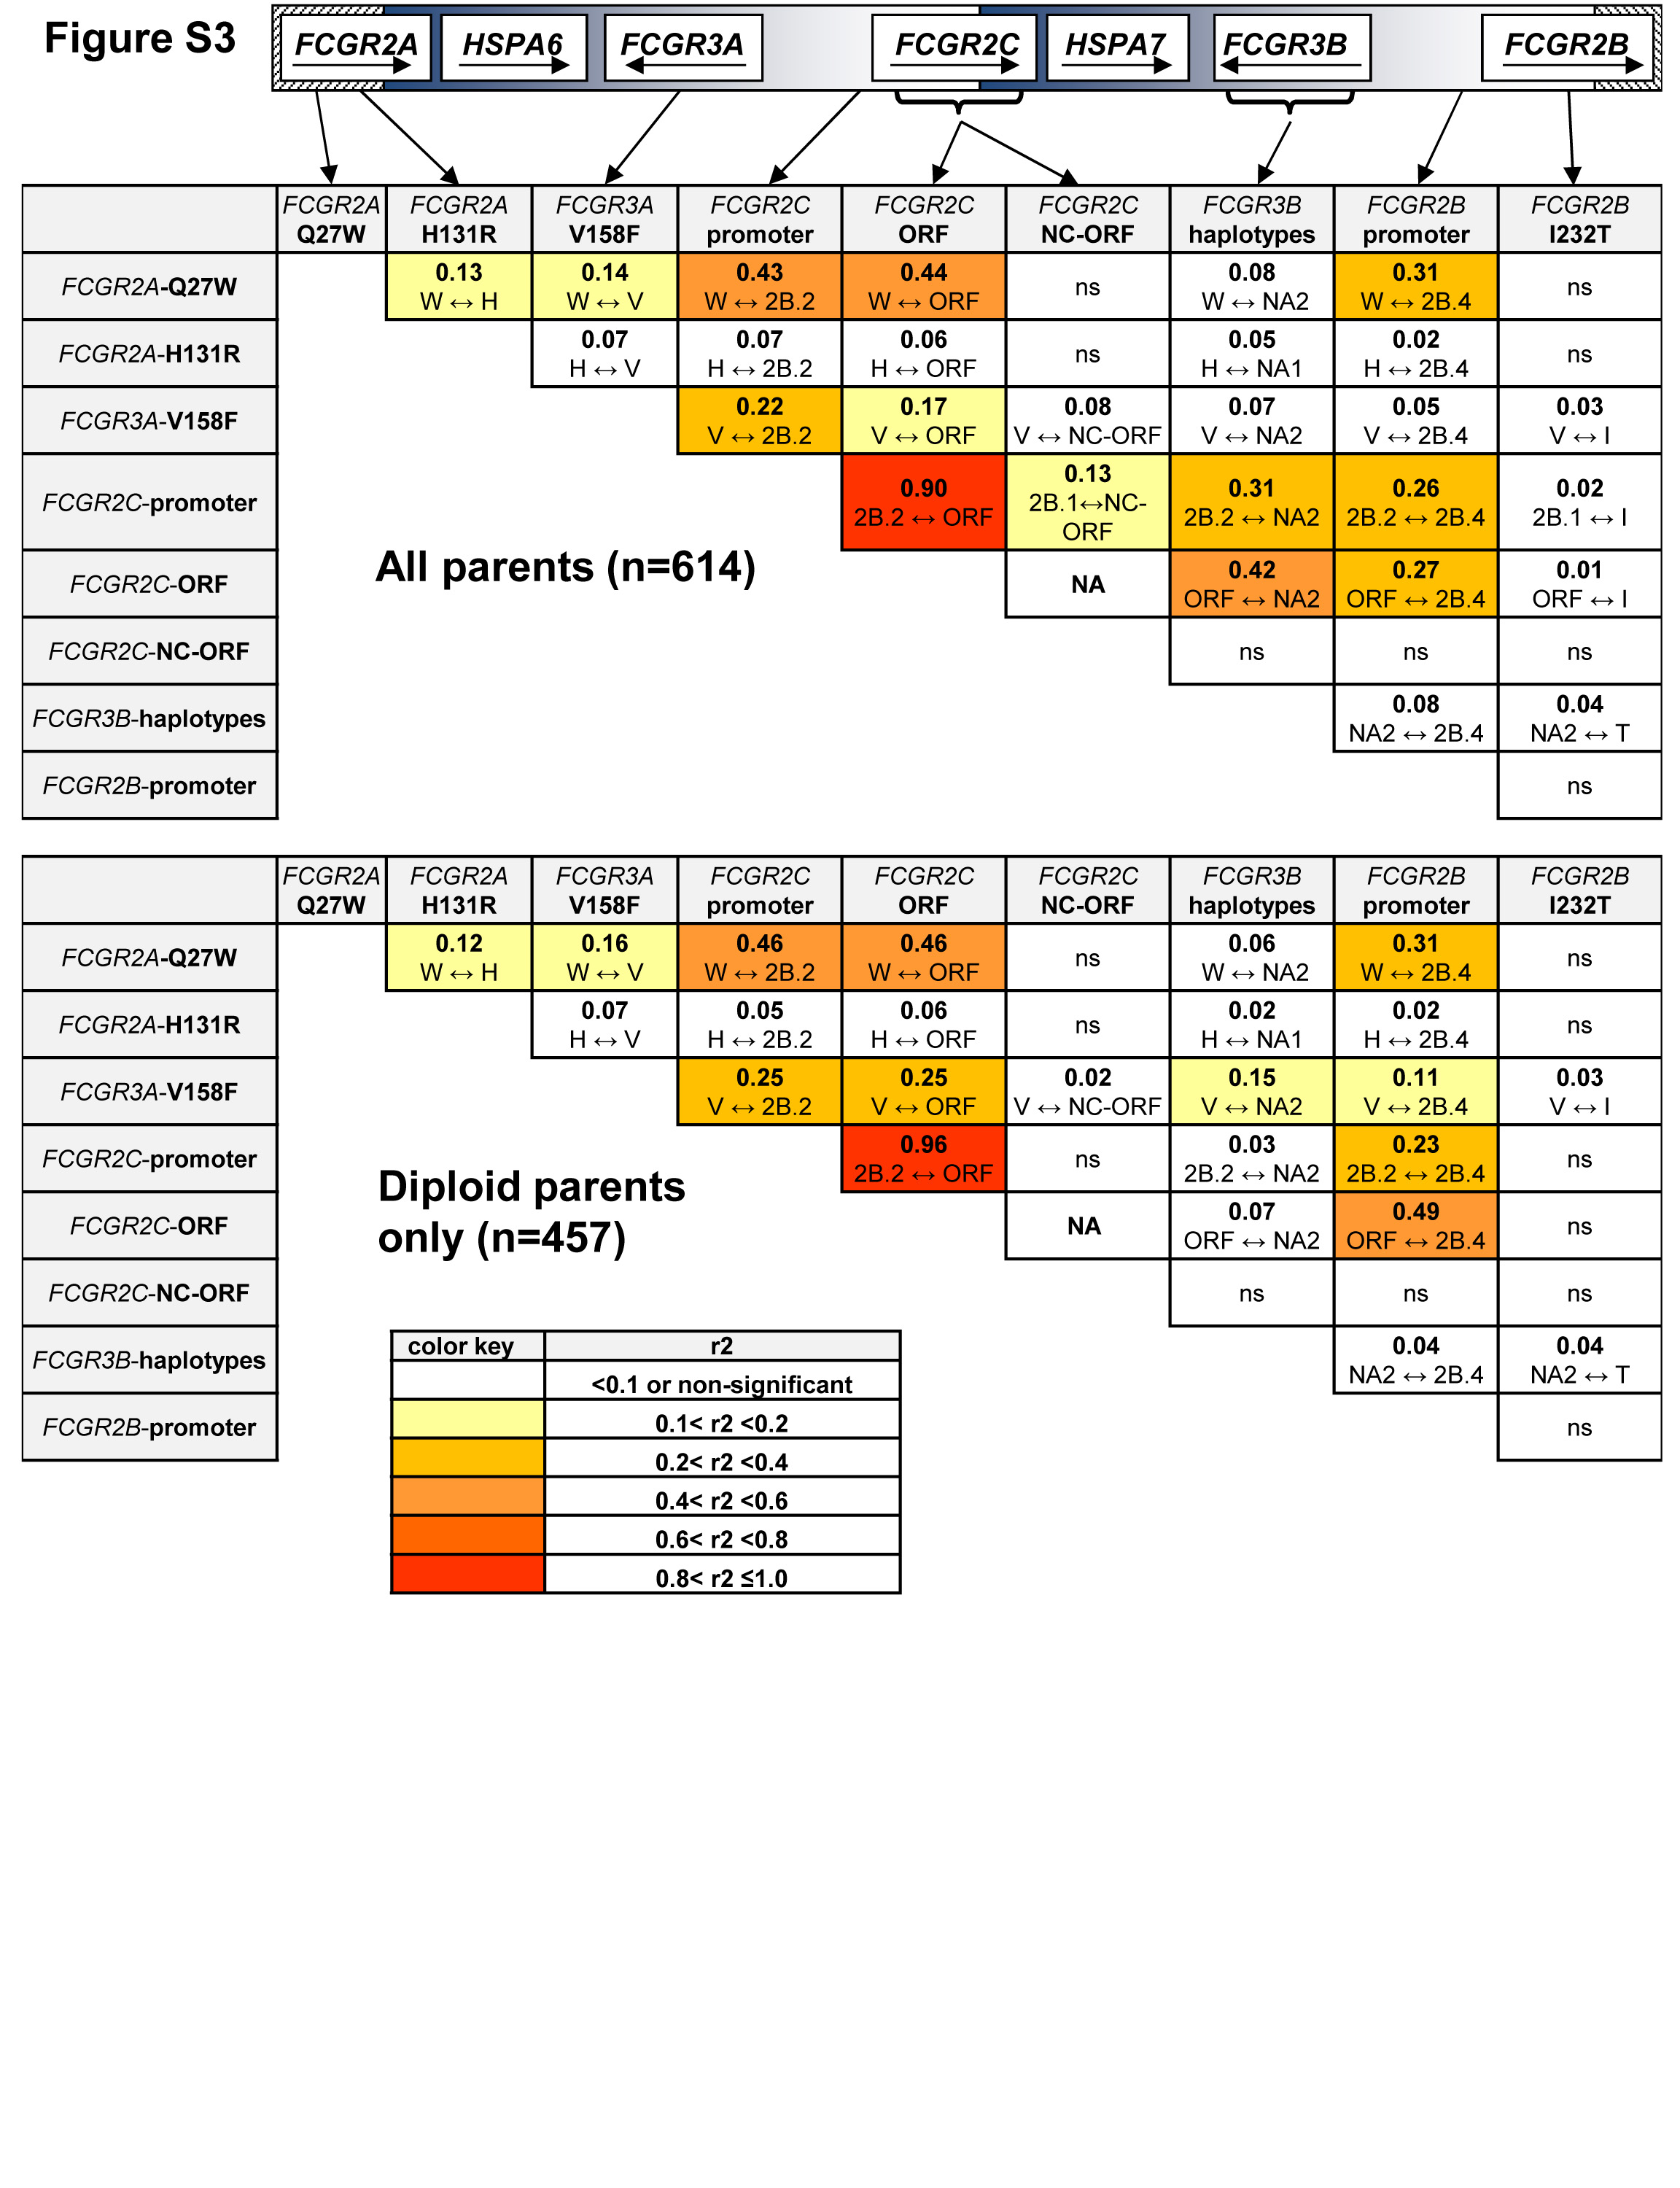 Figure S3
FCGR2A HSPA6 FCGR3A FCGR2C HSPA7 FCGR3B FCGR2B
FCGR2A FCGR2A FCGR3A FCGR2C FCGR2C FCGR2C FCGR3B FCGR2B FCGR2B
Q27W H131R V158F promoter ORF NC-ORF haplotypes promoter I232T
0.13 0.14 0.43 0.44 0.08 0.31
FCGR2A-Q27W ns ns
W ↔ H W ↔ V W ↔ 2B.2 W ↔ ORF W ↔ NA2 W ↔ 2B.4
0.07 0.07 0.06 0.05 0.02
FCGR2A-H131R ns ns
H ↔ V H ↔ 2B.2 H ↔ ORF H ↔ NA1 H ↔ 2B.4
0.22 0.17 0.08 0.07 0.05 0.03
FCGR3A-V158F
V ↔ 2B.2 V ↔ ORF V ↔ NC-ORF V ↔ NA2 V ↔ 2B.4 V ↔ I
0.90 0.13 0.31 0.26 0.02
FCGR2C-promoter
2B.2 ↔ ORF 2B.1↔NC- 2B.2 ↔ NA2 2B.2 ↔ 2B.4 2B.1 ↔ I
ORF
All parents (n=614)
0.42 0.27 0.01
FCGR2C-ORF NA
ORF ↔ NA2 ORF ↔ 2B.4 ORF ↔ I
FCGR2C-NC-ORF ns ns ns
0.08 0.04
FCGR3B-haplotypes
NA2 ↔ 2B.4 NA2 ↔ T
FCGR2B-promoter ns
FCGR2A FCGR2A FCGR3A FCGR2C FCGR2C FCGR2C FCGR3B FCGR2B FCGR2B
Q27W H131R V158F promoter ORF NC-ORF haplotypes promoter I232T
0.12 0.16 0.46 0.46 0.06 0.31
FCGR2A-Q27W ns ns
W ↔ H W ↔ V W ↔ 2B.2 W ↔ ORF W ↔ NA2 W ↔ 2B.4
0.07 0.05 0.06 0.02 0.02
FCGR2A-H131R ns ns
H ↔ V H ↔ 2B.2 H ↔ ORF H ↔ NA1 H ↔ 2B.4
0.25 0.25 0.02 0.15 0.11 0.03
FCGR3A-V158F
V ↔ 2B.2 V ↔ ORF V ↔ NC-ORF V ↔ NA2 V ↔ 2B.4 V ↔ I
0.96 0.03 0.23
FCGR2C-promoter ns ns
2B.2 ↔ ORF 2B.2 ↔ NA2 2B.2 ↔ 2B.4
Diploid parents
only (n=457)
0.07 0.49
FCGR2C-ORF NA ns
ORF ↔ NA2 ORF ↔ 2B.4
FCGR2C-NC-ORF ns ns ns
0.04 0.04
FCGR3B-haplotypes
NA2 ↔ 2B.4 NA2 ↔ T
FCGR2B-promoter ns
color key r2
<0.1 or non-significant
0.1< r2 <0.2
0.2< r2 <0.4
0.4< r2 <0.6
0.6< r2 <0.8
0.8< r2 ≤1.0